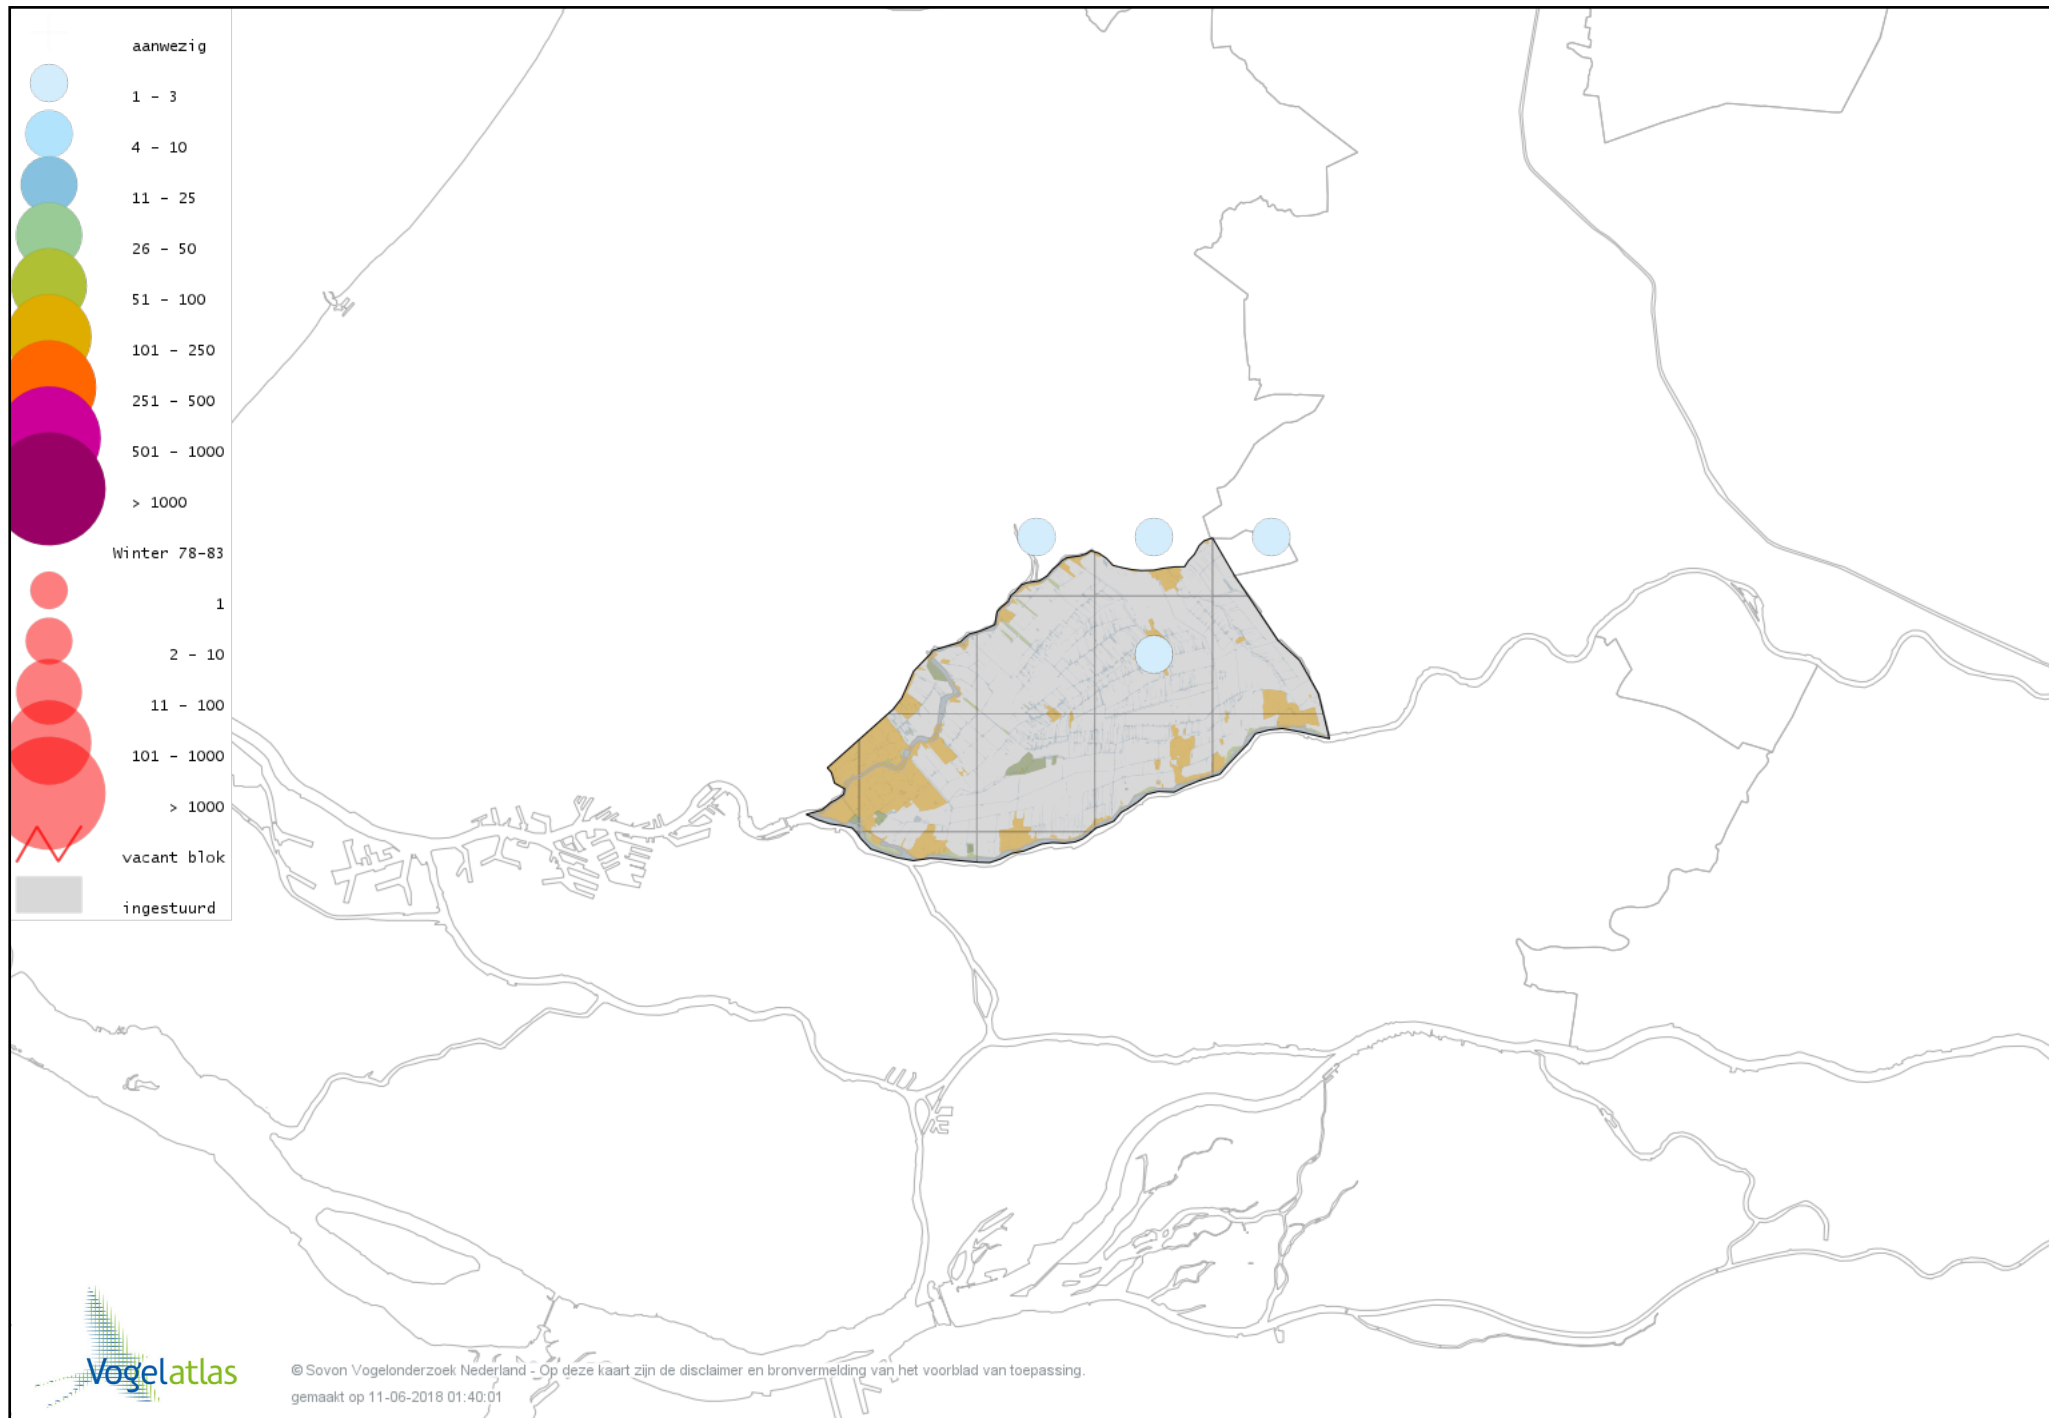 aanwezig
1 - 3
4 - 10
11 - 25
26 - 50
51 - 100
101 - 250
251 - 500
501 - 1000
> 1000
Winter 78-83
1
2 - 10
11 - 100
101 - 1000
> 1000
vacant blok
ingestuurd
Vogelatlas
© Sovon Vogelonderzoek Nederland - Op deze kaart zijn de disclaimer en bronvermelding van het voorblad van toepassing.
gemaakt op 11-06-2018 01:40:01